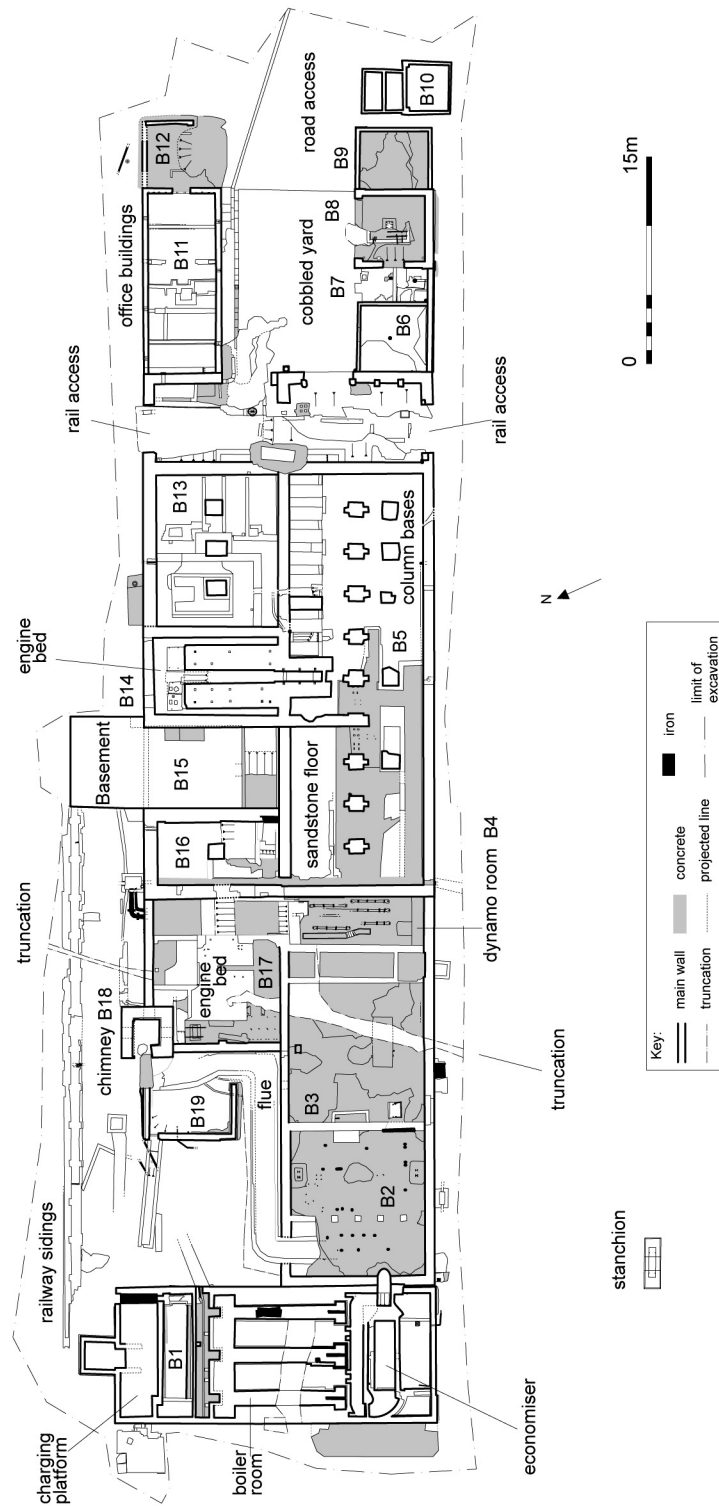 charging
platform
railway sidings
chimney B18
truncation
Basement
B14
engine
bed
rail access
office buildings
B1
B19
flue
engine
bed
B17
B16
B15
B13
B11
B12
boiler
room
B2
B3
sandstone floor
B5
column bases
cobbled yard
road access
B6
B7
B8
B9
B10
economiser
truncation
dynamo room B4
rail access
stanchion
N
0
15m
Key:
main wall
concrete
iron
truncation
projected line
limit of
excavation